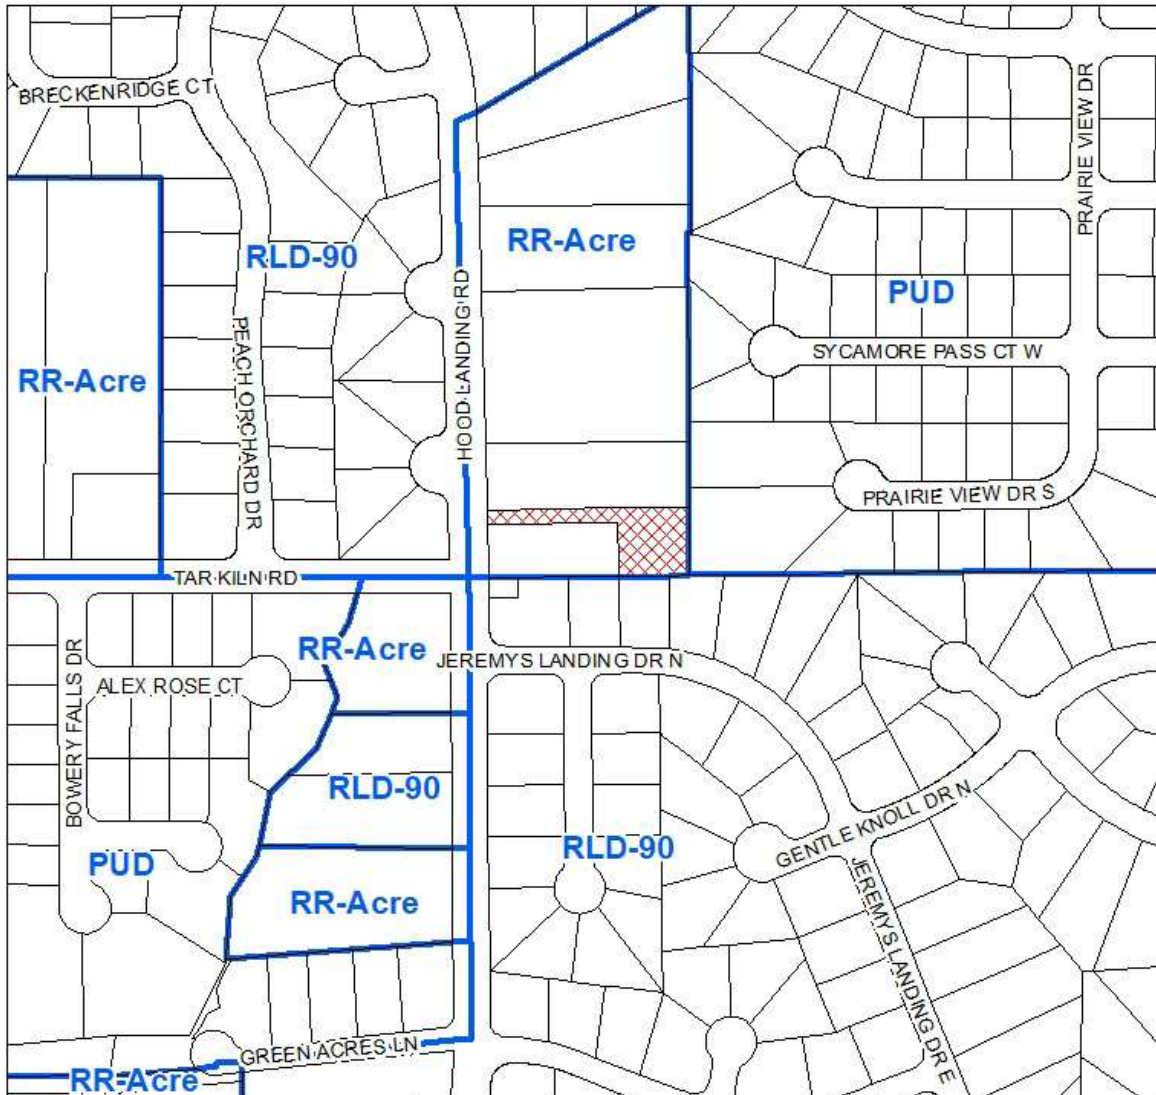 BRECKENRIDGE CT
PRAIRIE VIEW DR
RR-Acre
RLD-90
PUD
HOOD LANDING RD
PEACH ORCHARD DR
SYCAMORE PASS CT W
RR-Acre
PRAIRIE VIEW DR S
TAR KILN RD
RR-Acre
JEREMYS LANDING DR N
ALEX ROSE CT
BOWERY FALLS DR
RLD-90
GENTLE KNOLL DR N
RLD-90
PUD
RR-Acre
JEREMYS LANDING DR E
GREEN ACRES LN
RR-Acre